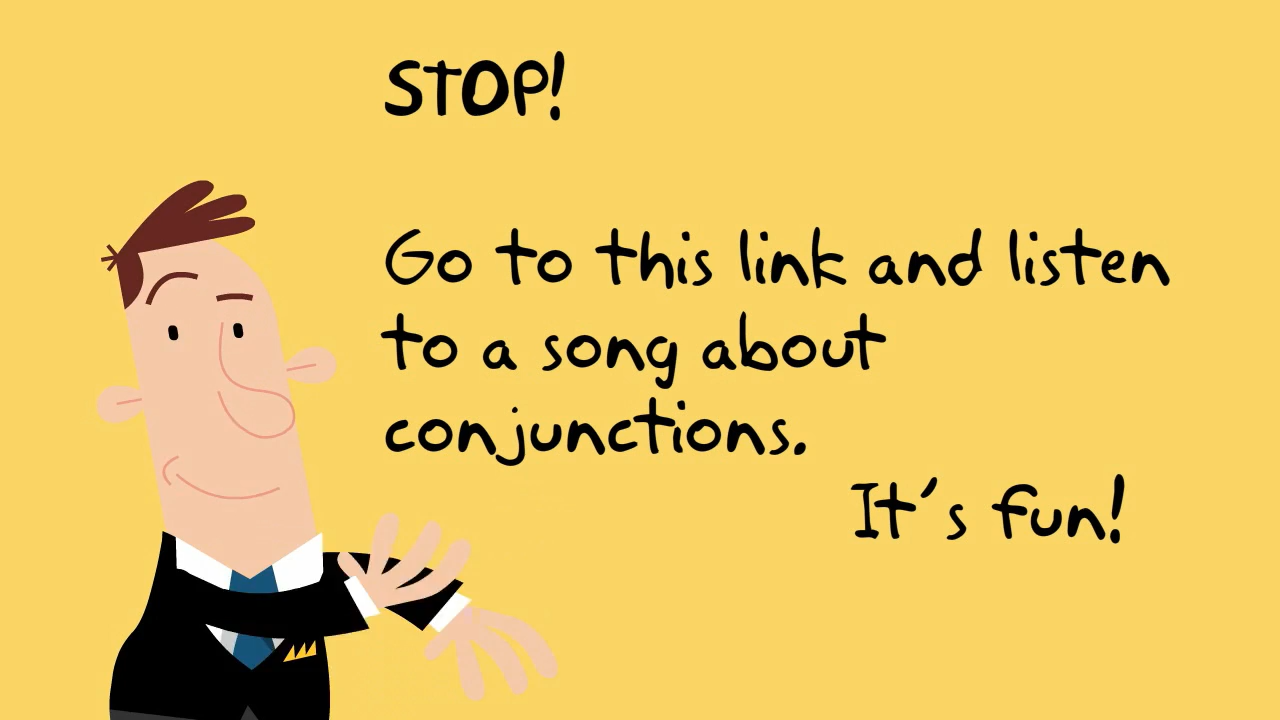 STOP!
Go to this link and listen
to a song about
conjunctions.
It's fun!